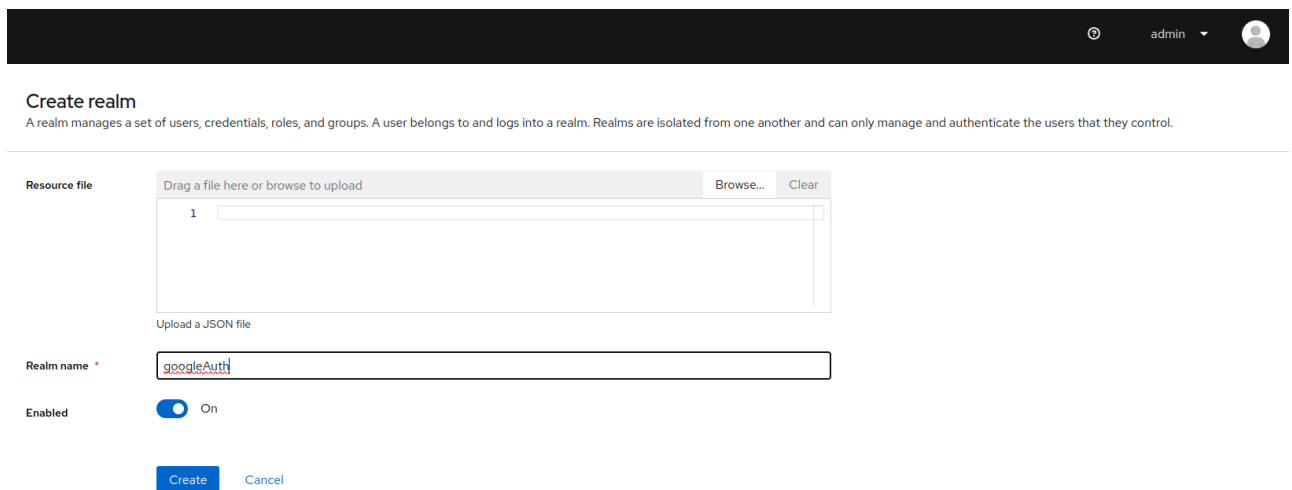 admin
Create realm
A realm manages a set of users, credentials, roles, and groups. A user belongs to and logs into a realm. Realms are isolated from one another and can only manage and authenticate the users that they control.
Resource file
Drag a file here or browse to upload
Browse...
Clear
1
Upload a JSON file
Realm name *
googleAuth
Enabled
On
Create
Cancel